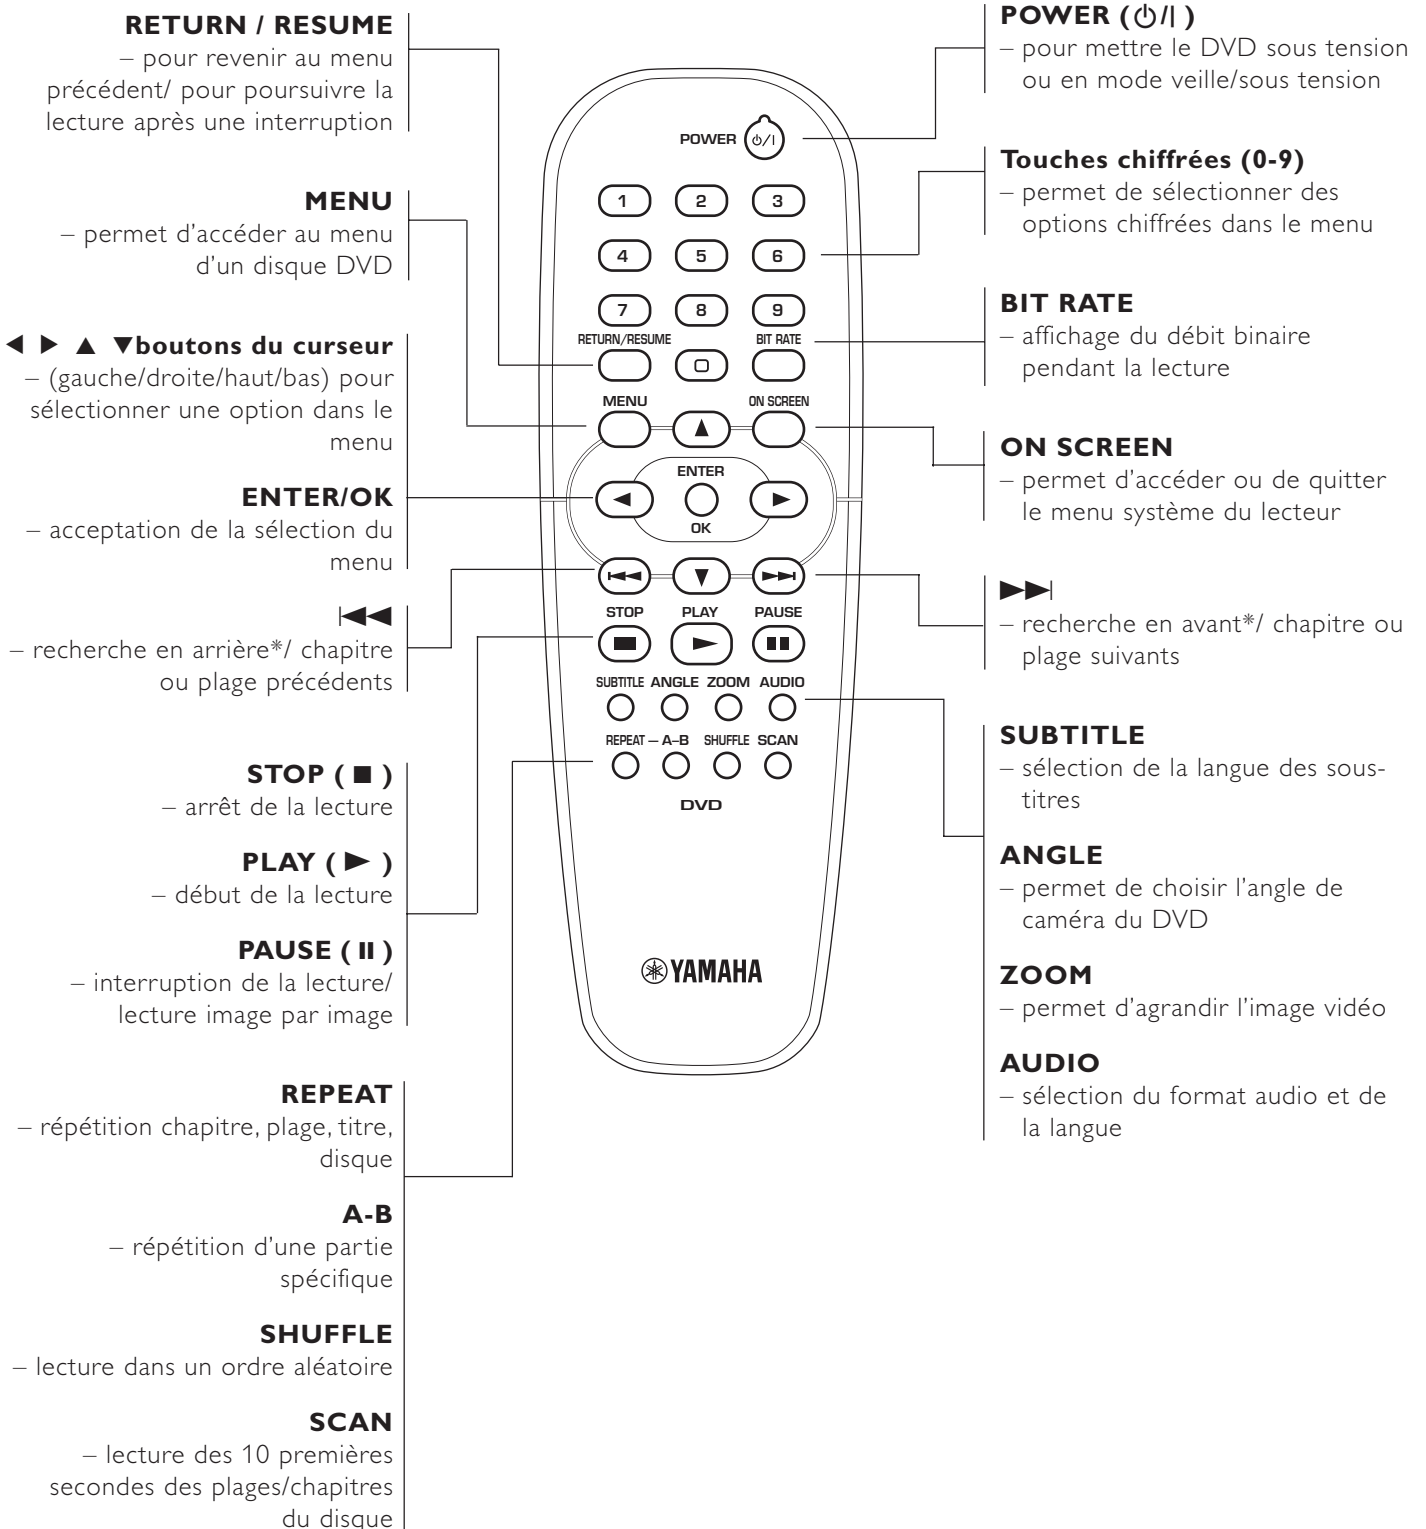 RETURN / RESUME
– pour revenir au menu
précédent/ pour poursuivre la
lecture après une interruption
MENU
– permet d'accéder au menu
d'un disque DVD
◀ ▶ ▲ ▼boutons du curseur
– (gauche/droite/haut/bas) pour
sélectionner une option dans le
menu
ENTER/OK
– acceptation de la sélection du
menu
|◀◀
– recherche en arrière*/ chapitre
ou plage précédents
STOP ( ■ )
– arrêt de la lecture
PLAY ( ▶ )
– début de la lecture
PAUSE ( II )
– interruption de la lecture/
lecture image par image
REPEAT
– répétition chapitre, plage, titre,
disque
A-B
– répétition d'une partie
spécifique
SHUFFLE
– lecture dans un ordre aléatoire
SCAN
– lecture des 10 premières
secondes des plages/chapitres
du disque
POWER ⏻/I
1 2 3
4 5 6
7 8 9
RETURN/RESUME BIT RATE
0
MENU ON SCREEN
ENTER
OK
STOP PLAY PAUSE
SUBTITLE ANGLE ZOOM AUDIO
REPEAT – A–B SHUFFLE SCAN
DVD
YAMAHA
POWER (⏻/I )
– pour mettre le DVD sous tension
ou en mode veille/sous tension
Touches chiffrées (0-9)
– permet de sélectionner des
options chiffrées dans le menu
BIT RATE
– affichage du débit binaire
pendant la lecture
ON SCREEN
– permet d'accéder ou de quitter
le menu système du lecteur
▶▶|
– recherche en avant*/ chapitre ou
plage suivants
SUBTITLE
– sélection de la langue des sous-
titres
ANGLE
– permet de choisir l'angle de
caméra du DVD
ZOOM
– permet d'agrandir l'image vidéo
AUDIO
– sélection du format audio et de
la langue